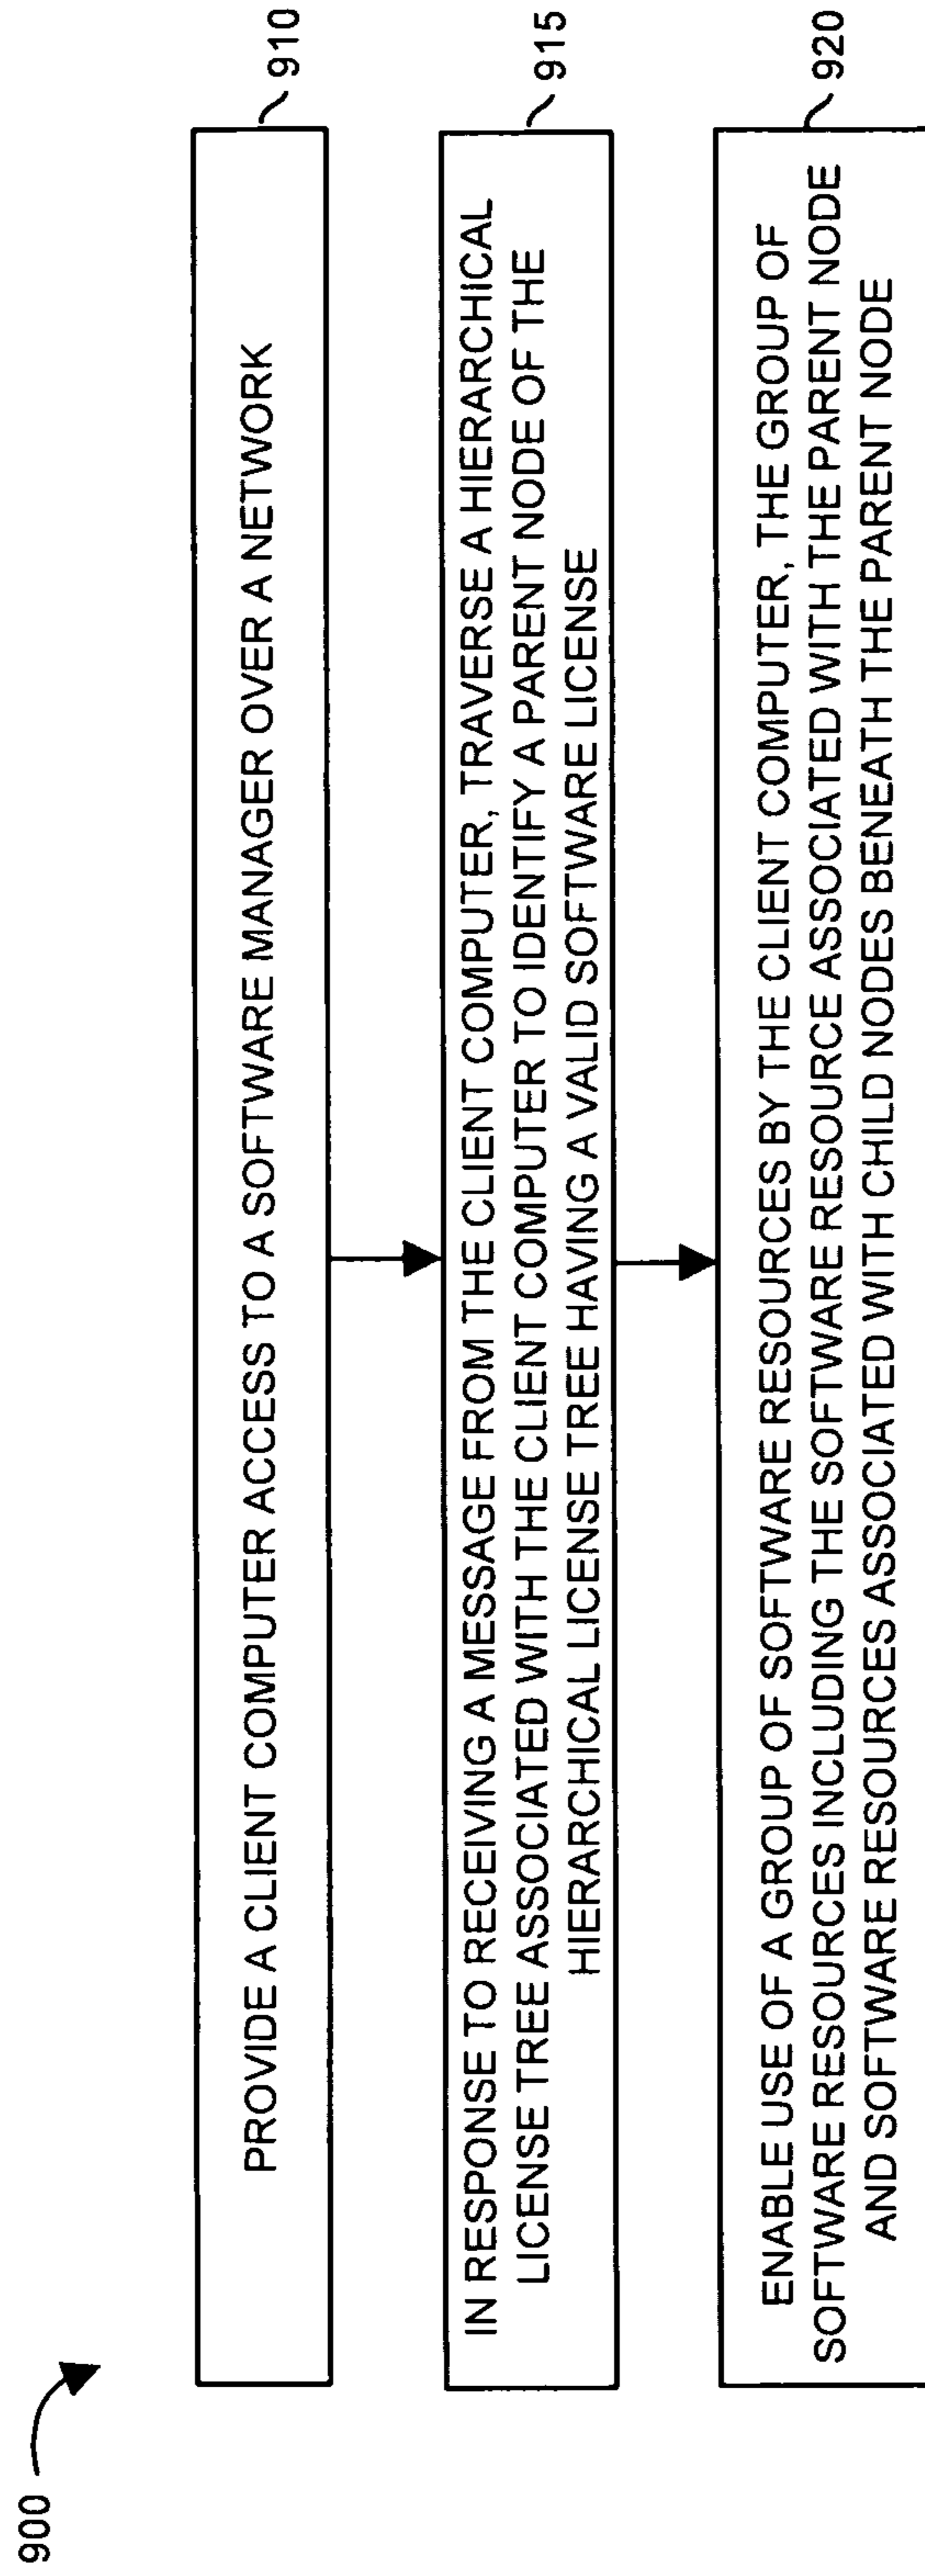 900
PROVIDE A CLIENT COMPUTER ACCESS TO A SOFTWARE MANAGER OVER A NETWORK
910
IN RESPONSE TO RECEIVING A MESSAGE FROM THE CLIENT COMPUTER, TRAVERSE A HIERARCHICAL
LICENSE TREE ASSOCIATED WITH THE CLIENT COMPUTER TO IDENTIFY A PARENT NODE OF THE
HIERARCHICAL LICENSE TREE HAVING A VALID SOFTWARE LICENSE
915
ENABLE USE OF A GROUP OF SOFTWARE RESOURCES BY THE CLIENT COMPUTER, THE GROUP OF
SOFTWARE RESOURCES INCLUDING THE SOFTWARE RESOURCE ASSOCIATED WITH THE PARENT NODE
AND SOFTWARE RESOURCES ASSOCIATED WITH CHILD NODES BENEATH THE PARENT NODE
920